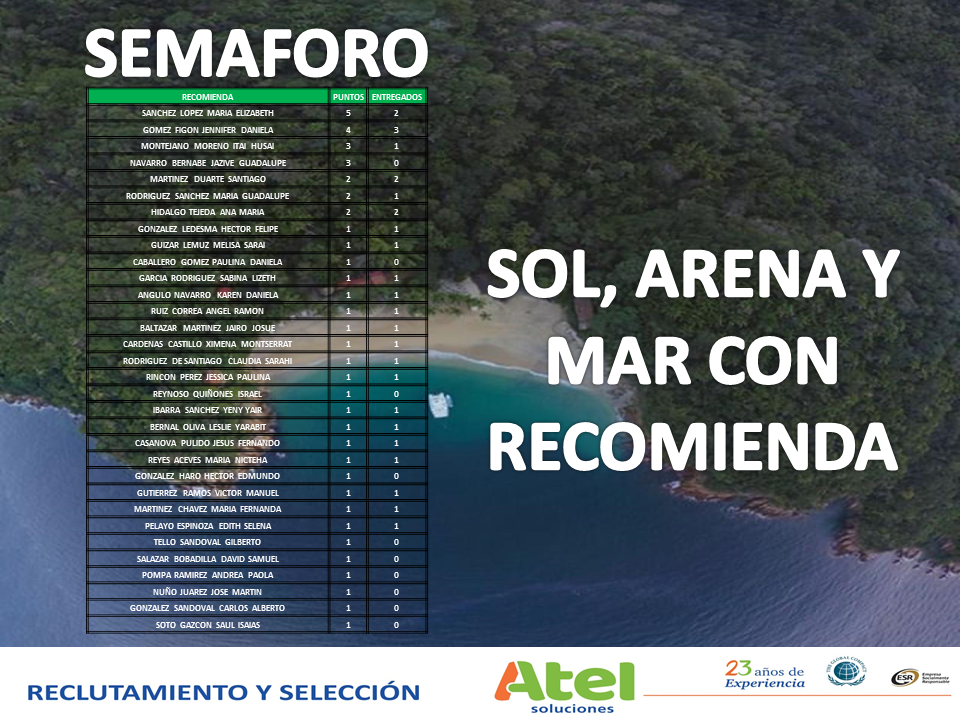 SEMAFORO
RECOMIENDA PUNTOS ENTREGADOS
SANCHEZ LOPEZ MARIA ELIZABETH 5 2
GOMEZ FIGON JENNIFER DANIELA 4 3
MONTEJANO MORENO ITAI HUSAI 3 1
NAVARRO BERNABE JAZIVE GUADALUPE 3 0
MARTINEZ DUARTE SANTIAGO 2 2
RODRIGUEZ SANCHEZ MARIA GUADALUPE 2 1
HIDALGO TEJEDA ANA MARIA 2 2
GONZALEZ LEDESMA HECTOR FELIPE 1 1
GUIZAR LEMUZ MELISA SARAI 1 1
CABALLERO GOMEZ PAULINA DANIELA 1 0
GARCIA RODRIGUEZ SABINA LIZETH 1 1
ANGULO NAVARRO KAREN DANIELA 1 1
RUIZ CORREA ANGEL RAMON 1 1
BALTAZAR MARTINEZ JAIRO JOSUE 1 1
CARDENAS CASTILLO XIMENA MONTSERRAT 1 1
RODRIGUEZ DE SANTIAGO CLAUDIA SARAHI 1 1
RINCON PEREZ JESSICA PAULINA 1 1
REYNOSO QUIÑONES ISRAEL 1 0
IBARRA SANCHEZ YENY YAIR 1 1
BERNAL OLIVA LESLIE YARABIT 1 1
CASANOVA PULIDO JESUS FERNANDO 1 1
REYES ACEVES MARIA NICTEHA 1 1
GONZALEZ HARO HECTOR EDMUNDO 1 0
GUTIERREZ RAMOS VICTOR MANUEL 1 1
MARTINEZ CHAVEZ MARIA FERNANDA 1 1
PELAYO ESPINOZA EDITH SELENA 1 1
TELLO SANDOVAL GILBERTO 1 0
SALAZAR BOBADILLA DAVID SAMUEL 1 0
POMPA RAMIREZ ANDREA PAOLA 1 0
NUÑO JUAREZ JOSE MARTIN 1 0
GONZALEZ SANDOVAL CARLOS ALBERTO 1 0
SOTO GAZCON SAUL ISAIAS 1 0
SOL, ARENA Y
MAR CON
RECOMIENDA
RECLUTAMIENTO Y SELECCIÓN
Atel
soluciones
23 años de
Experiencia
THE GLOBAL COMPACT
ESR
Empresa
Socialmente
Responsable